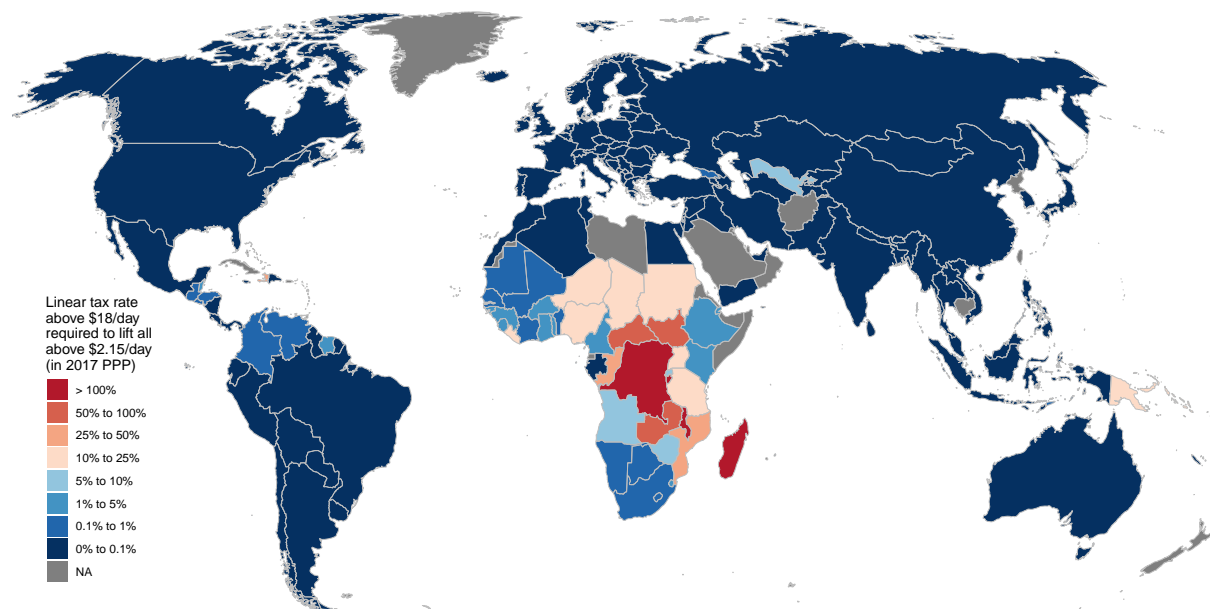 Linear tax rate
above $18/day
required to lift all
above $2.15/day
(in 2017 PPP)
> 100%
50% to 100%
25% to 50%
10% to 25%
5% to 10%
1% to 5%
0.1% to 1%
0% to 0.1%
NA